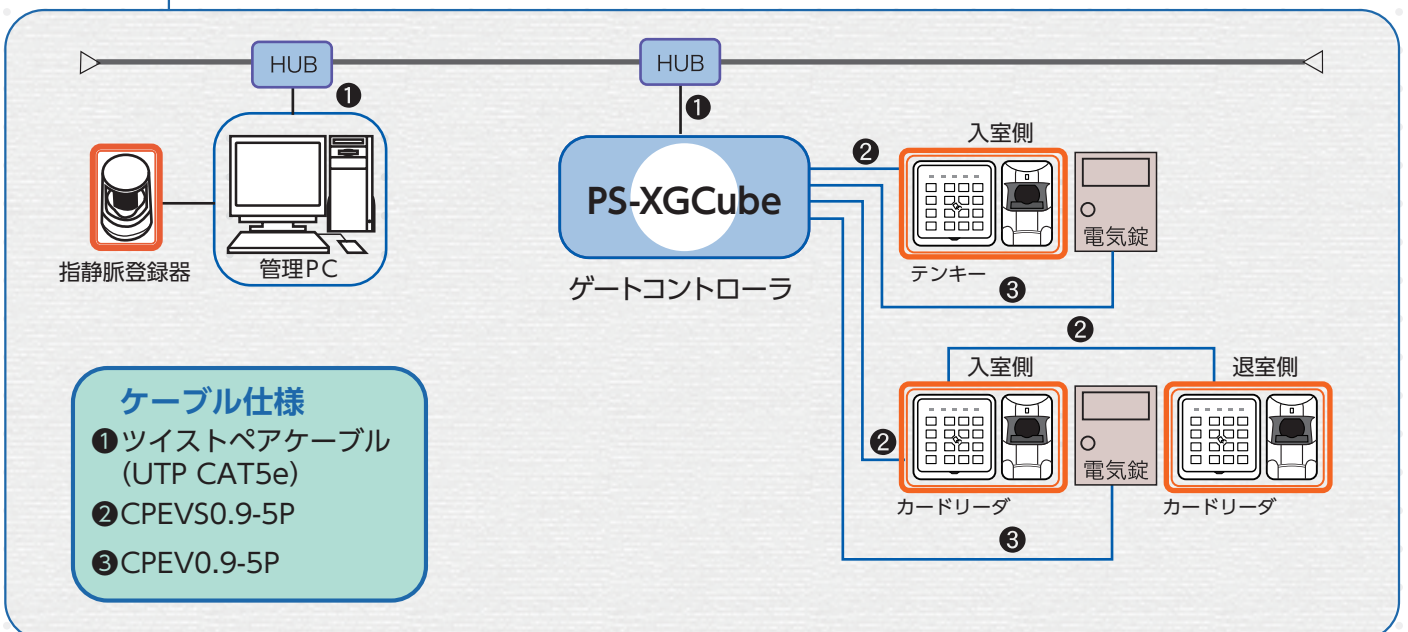 HUB
HUB
❶
❶
指静脈登録器
管理PC
PS-XGCube
ゲートコントローラ
❷
入室側
電気錠
テンキー
❸
❷
入室側
退室側
❷
電気錠
カードリーダ
カードリーダ
❸
ケーブル仕様
❶ツイストペアケーブル
(UTP CAT5e)
❷CPEVS0.9-5P
❸CPEV0.9-5P